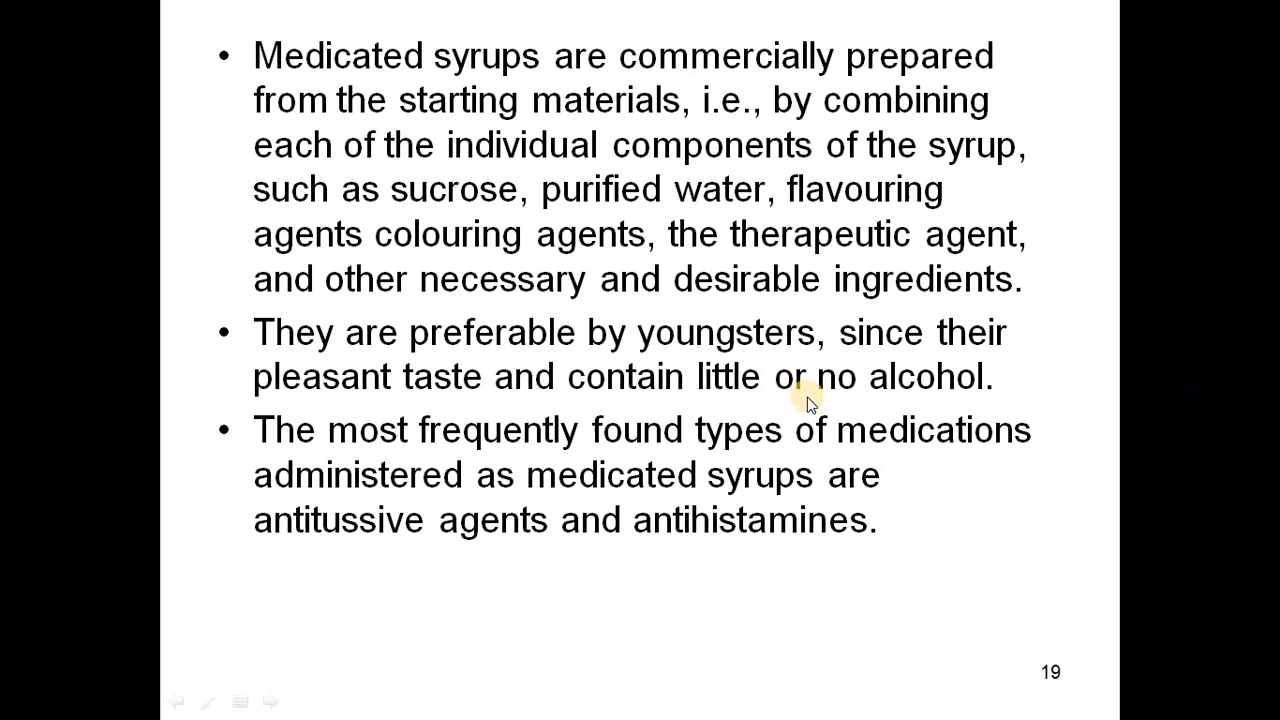 • Medicated syrups are commercially prepared
from the starting materials, i.e., by combining
each of the individual components of the syrup,
such as sucrose, purified water, flavouring
agents colouring agents, the therapeutic agent,
and other necessary and desirable ingredients.
• They are preferable by youngsters, since their
pleasant taste and contain little or no alcohol.
• The most frequently found types of medications
administered as medicated syrups are
antitussive agents and antihistamines.
19